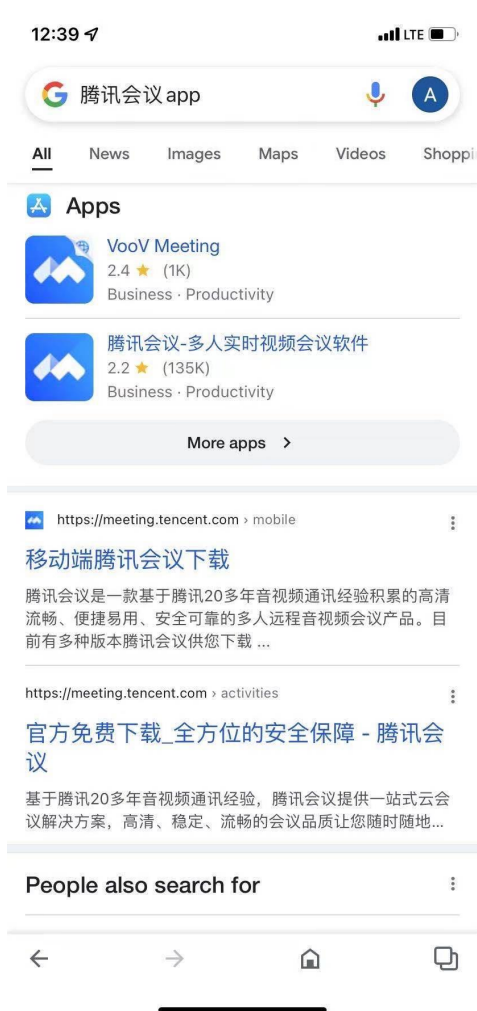 12:39
LTE
腾讯会议app
A
All News Images Maps Videos Shoppi
Apps
VooV Meeting
2.4 ★ (1K)
Business · Productivity
腾讯会议-多人实时视频会议软件
2.2 ★ (135K)
Business · Productivity
More apps >
https://meeting.tencent.com › mobile
移动端腾讯会议下载
腾讯会议是一款基于腾讯20多年音视频通讯经验积累的高清
流畅、便捷易用、安全可靠的多人远程音视频会议产品。目
前有多种版本腾讯会议供您下载 ...
https://meeting.tencent.com › activities
官方免费下载_全方位的安全保障 - 腾讯会
议
基于腾讯20多年音视频通讯经验，腾讯会议提供一站式云会
议解决方案，高清、稳定、流畅的会议品质让您随时随地...
People also search for